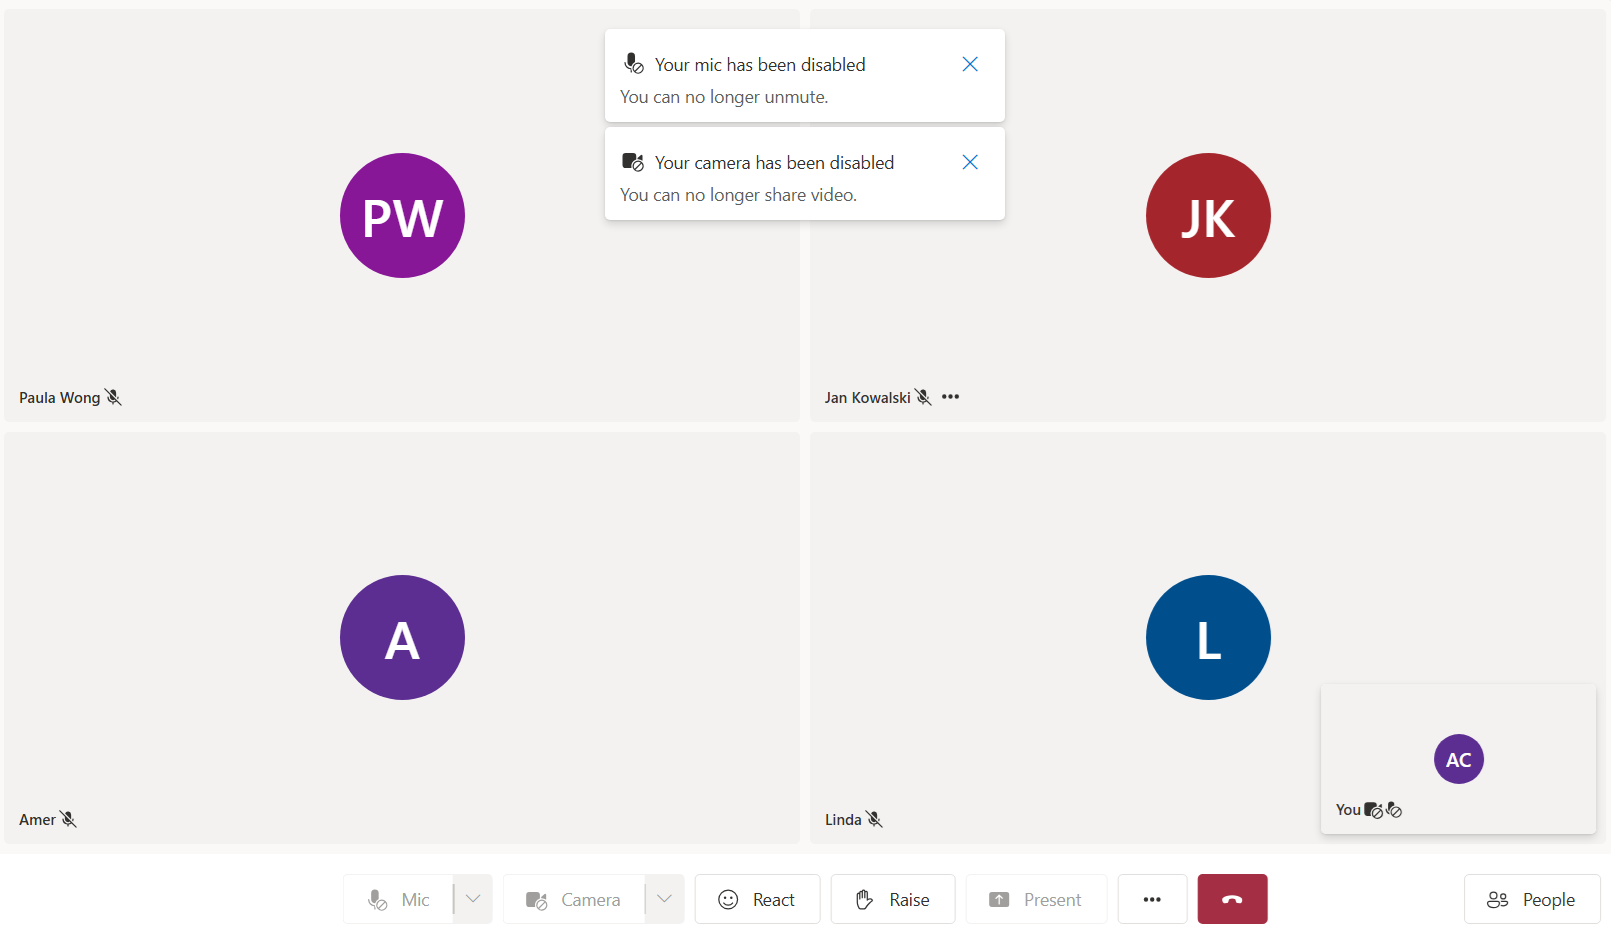 Your mic has been disabled
You can no longer unmute.
Your camera has been disabled
You can no longer share video.
PW
JK
Paula Wong
Jan Kowalski
A
L
AC
You
Amer
Linda
Mic
Camera
React
Raise
Present
People